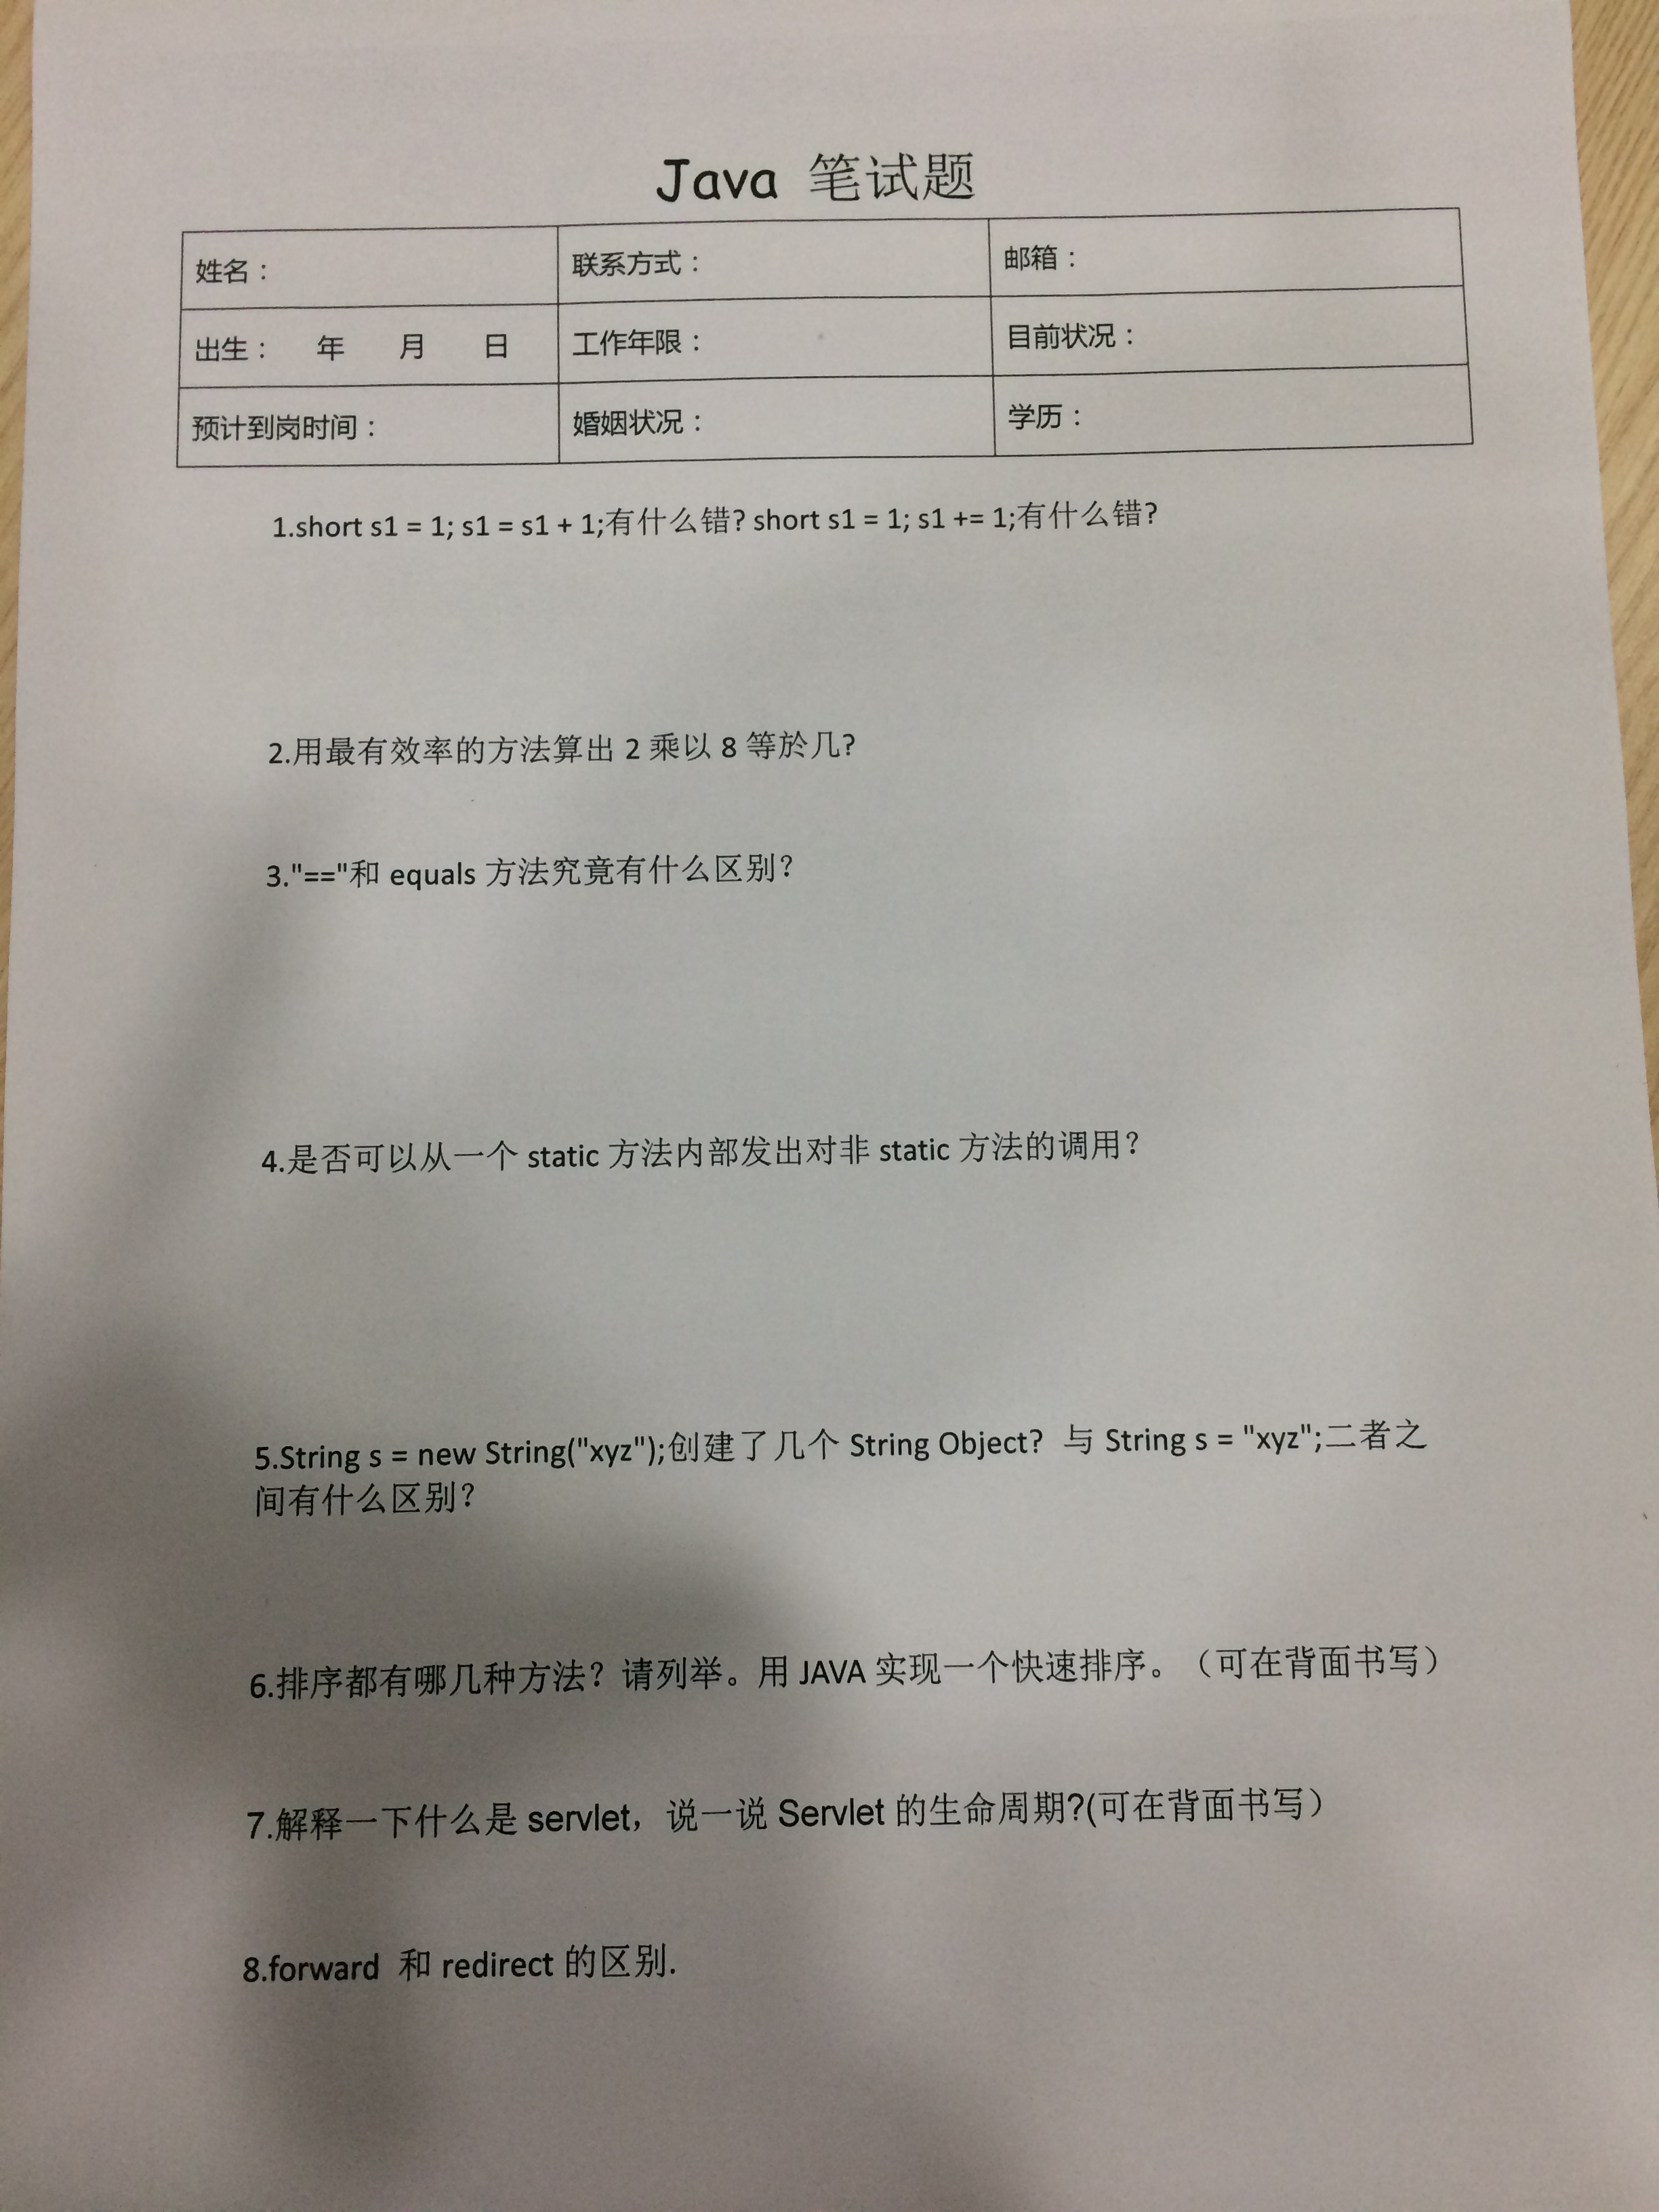 Java 笔试题
姓名： 联系方式： 邮箱：
出生： 年 月 日 工作年限： 目前状况：
预计到岗时间： 婚姻状况： 学历：
1.short s1 = 1; s1 = s1 + 1;有什么错? short s1 = 1; s1 += 1;有什么错?
2.用最有效率的方法算出 2 乘以 8 等於几?
3."=="和 equals 方法究竟有什么区别？
4.是否可以从一个 static 方法内部发出对非 static 方法的调用？
5.String s = new String("xyz");创建了几个 String Object? 与 String s = "xyz";二者之
间有什么区别？
6.排序都有哪几种方法？请列举。用 JAVA 实现一个快速排序。（可在背面书写）
7.解释一下什么是 servlet，说一说 Servlet 的生命周期?(可在背面书写）
8.forward 和 redirect 的区别.